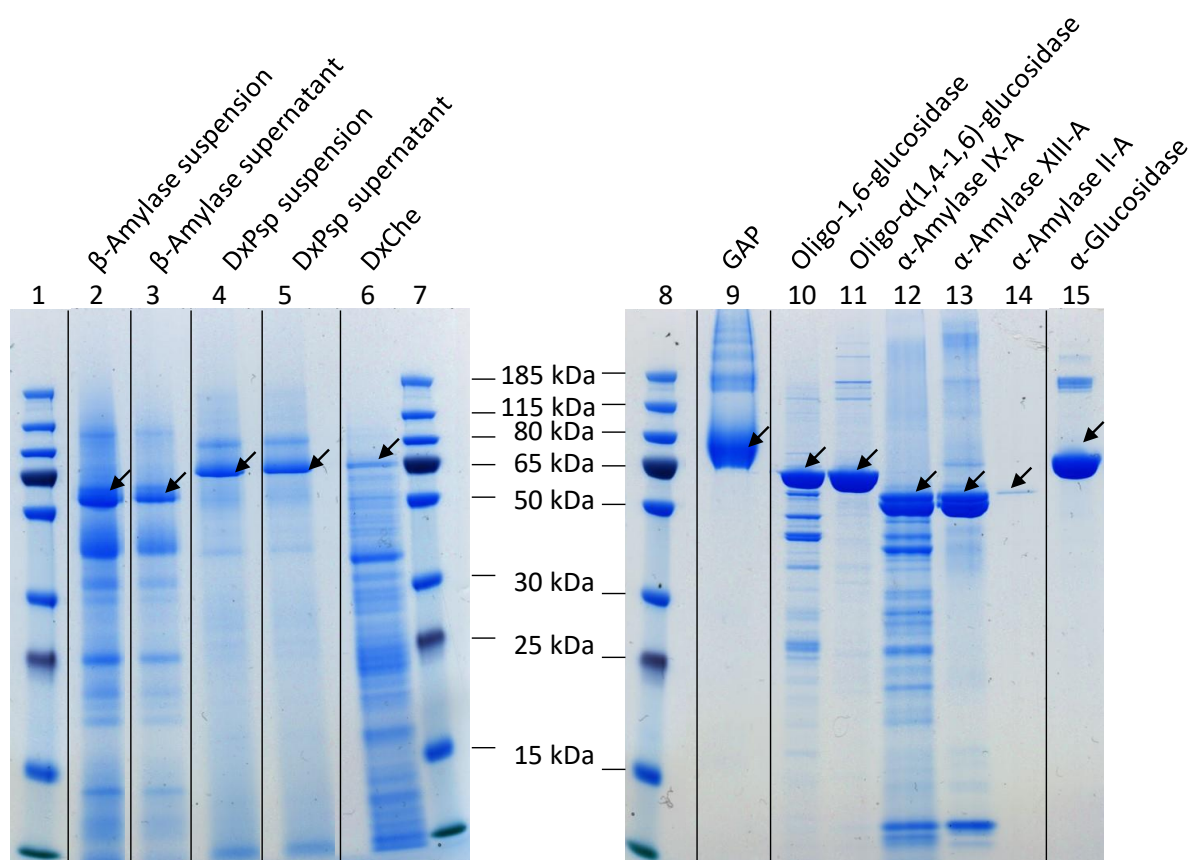 β-Amylase suspension
β-Amylase supernatant
DxPsp suspension
DxPsp supernatant
DxChe
GAP
Oligo-1,6-glucosidase
Oligo-α(1,4-1,6)-glucosidase
α-Amylase IX-A
α-Amylase XIII-A
α-Amylase II-A
α-Glucosidase
1 2 3 4 5 6 7 8 9 10 11 12 13 14 15
185 kDa
115 kDa
80 kDa
65 kDa
50 kDa
30 kDa
25 kDa
15 kDa